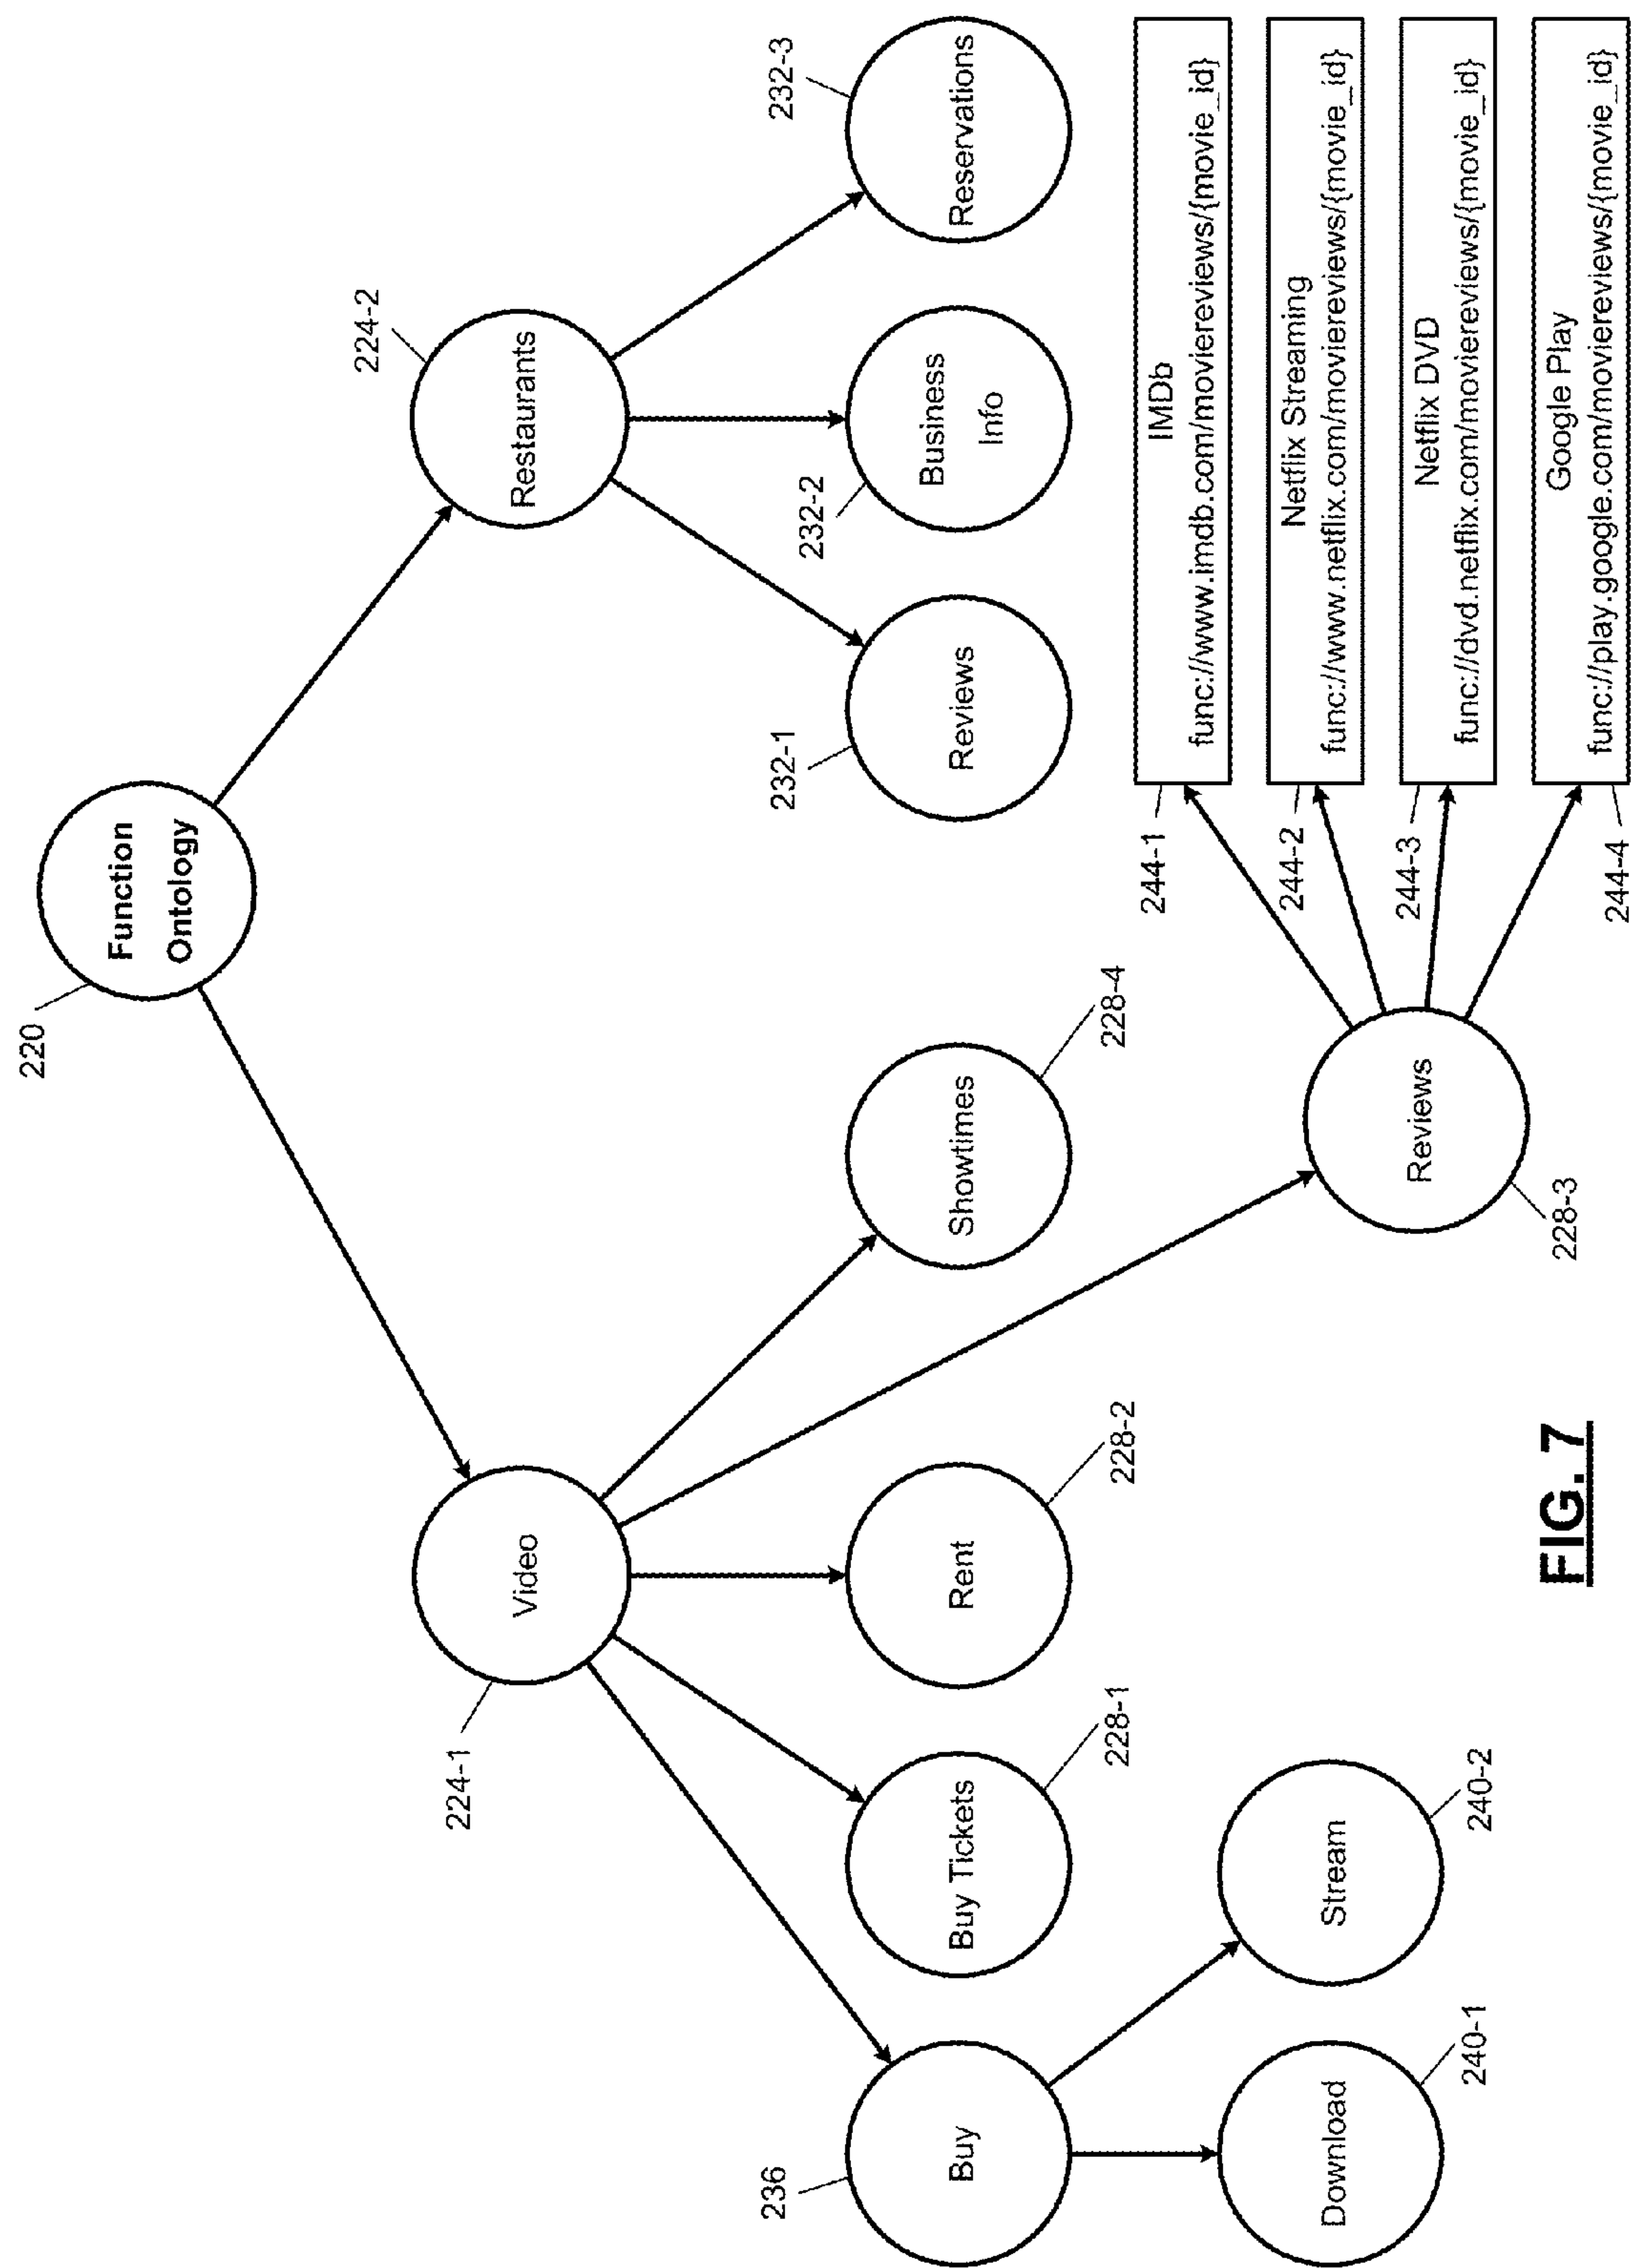 220
Function
Ontology
224-1
Video
224-2
Restaurants
236
Buy
Buy Tickets
228-1
Rent
228-2
Showtimes
228-4
232-1
Reviews
232-2
Business
Info
232-3
Reservations
Download
240-1
Stream
240-2
Reviews
228-3
244-1
IMDb
func://www.imdb.com/moviereviews/{movie_id}
244-2
Netflix Streaming
func://www.netflix.com/moviereviews/{movie_id}
244-3
Netflix DVD
func://dvd.netflix.com/moviereviews/{movie_id}
244-4
Google Play
func://play.google.com/moviereviews/{movie_id}
FIG. 7